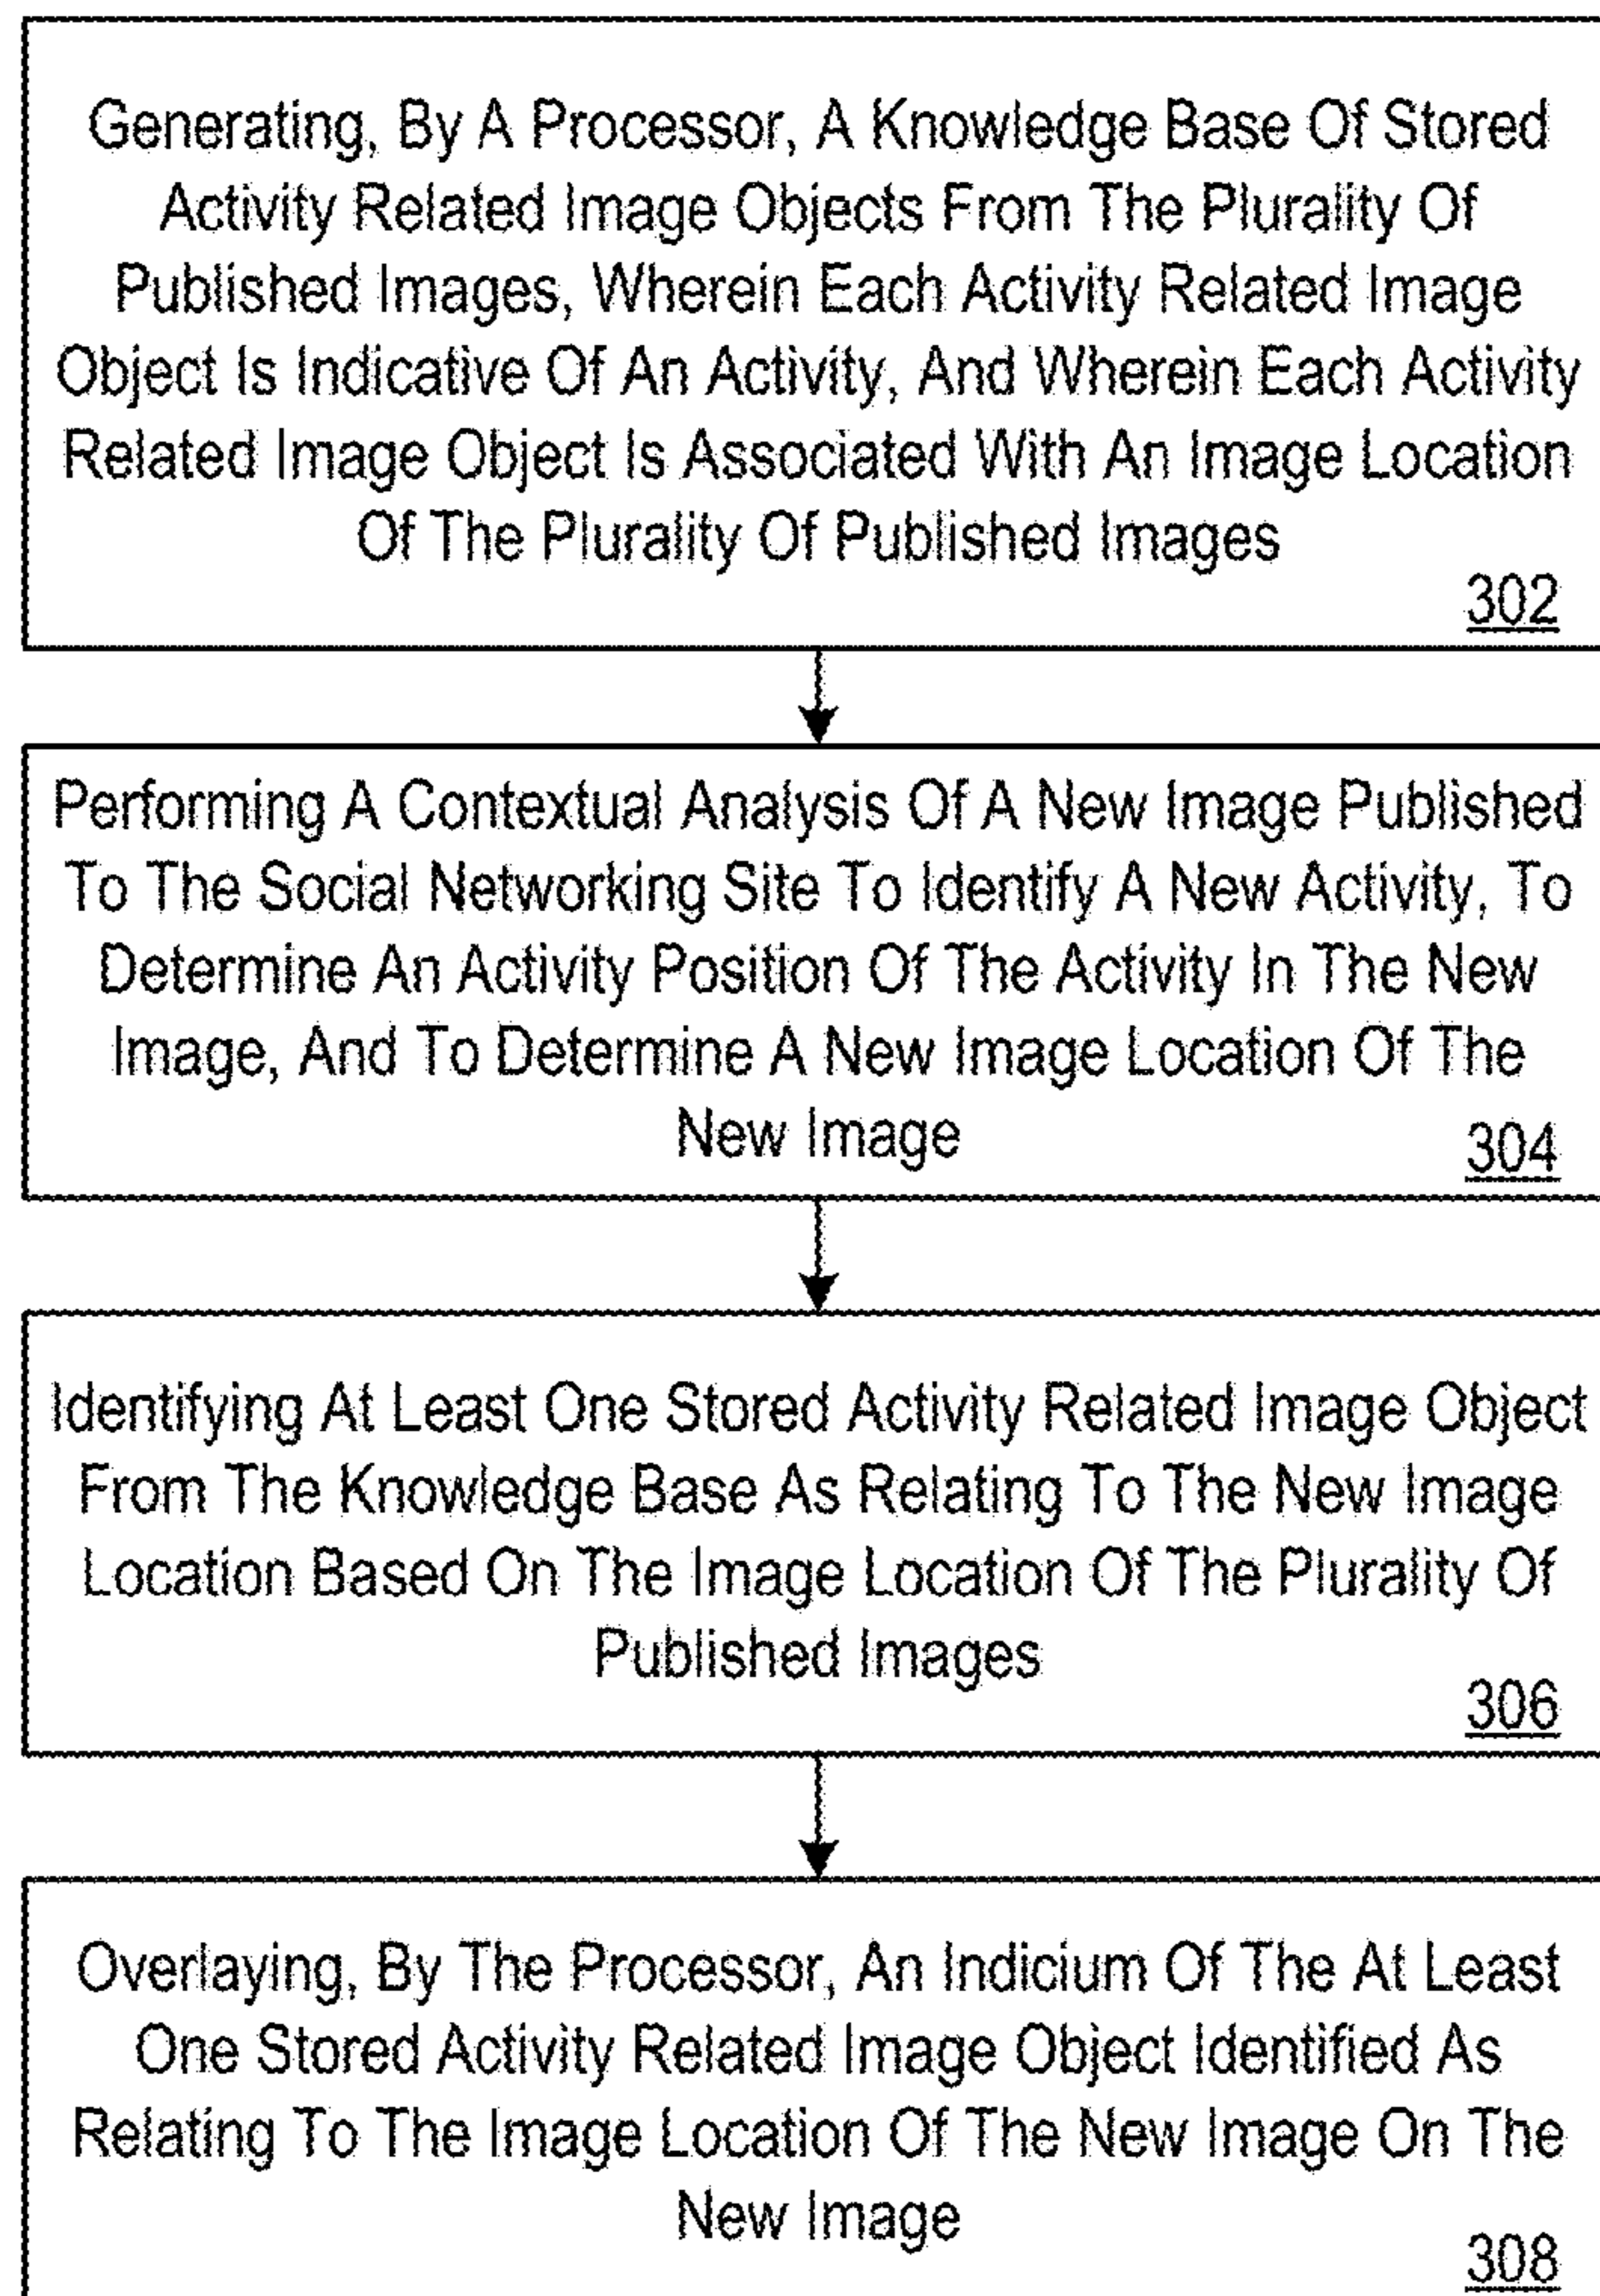 Generating, By A Processor, A Knowledge Base Of Stored
Activity Related Image Objects From The Plurality Of
Published Images, Wherein Each Activity Related Image
Object Is Indicative Of An Activity, And Wherein Each Activity
Related Image Object Is Associated With An Image Location
Of The Plurality Of Published Images
302
Performing A Contextual Analysis Of A New Image Published
To The Social Networking Site To Identify A New Activity, To
Determine An Activity Position Of The Activity In The New
Image, And To Determine A New Image Location Of The
New Image
304
Identifying At Least One Stored Activity Related Image Object
From The Knowledge Base As Relating To The New Image
Location Based On The Image Location Of The Plurality Of
Published Images
306
Overlaying, By The Processor, An Indicium Of The At Least
One Stored Activity Related Image Object Identified As
Relating To The Image Location Of The New Image On The
New Image
308